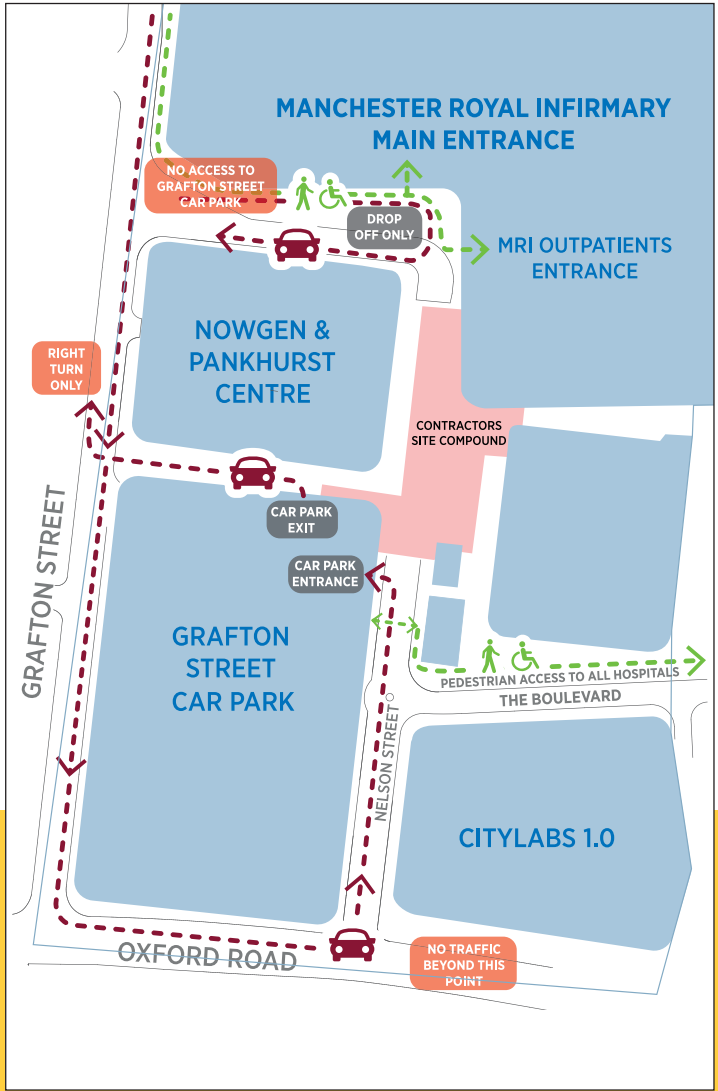 MANCHESTER ROYAL INFIRMARY
MAIN ENTRANCE
NO ACCESS TO
GRAFTON STREET
CAR PARK
DROP
OFF ONLY
MRI OUTPATIENTS
ENTRANCE
NOWGEN &
PANKHURST
CENTRE
RIGHT
TURN
ONLY
CONTRACTORS
SITE COMPOUND
CAR PARK
EXIT
CAR PARK
ENTRANCE
GRAFTON STREET
GRAFTON
STREET
CAR PARK
PEDESTRIAN ACCESS TO ALL HOSPITALS
THE BOULEVARD
NELSON STREET
CITYLABS 1.0
OXFORD ROAD
NO TRAFFIC
BEYOND THIS
POINT